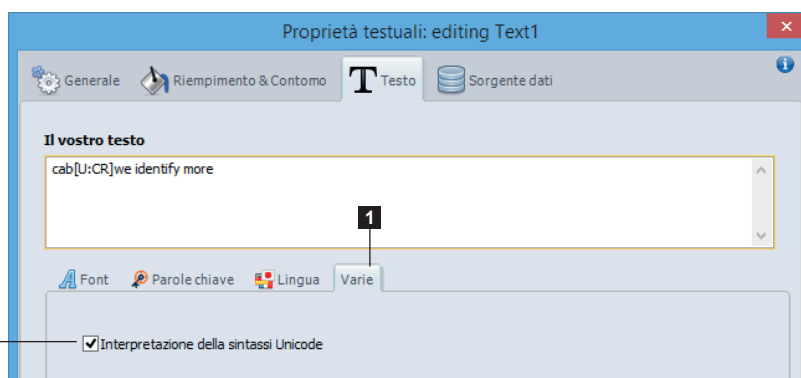 Proprietà testuali: editing Text1
Generale Riempimento & Contorno Testo Sorgente dati
Il vostro testo
cab[U:CR]we identify more
1
Font Parole chiave Lingua Varie
Interpretazione della sintassi Unicode